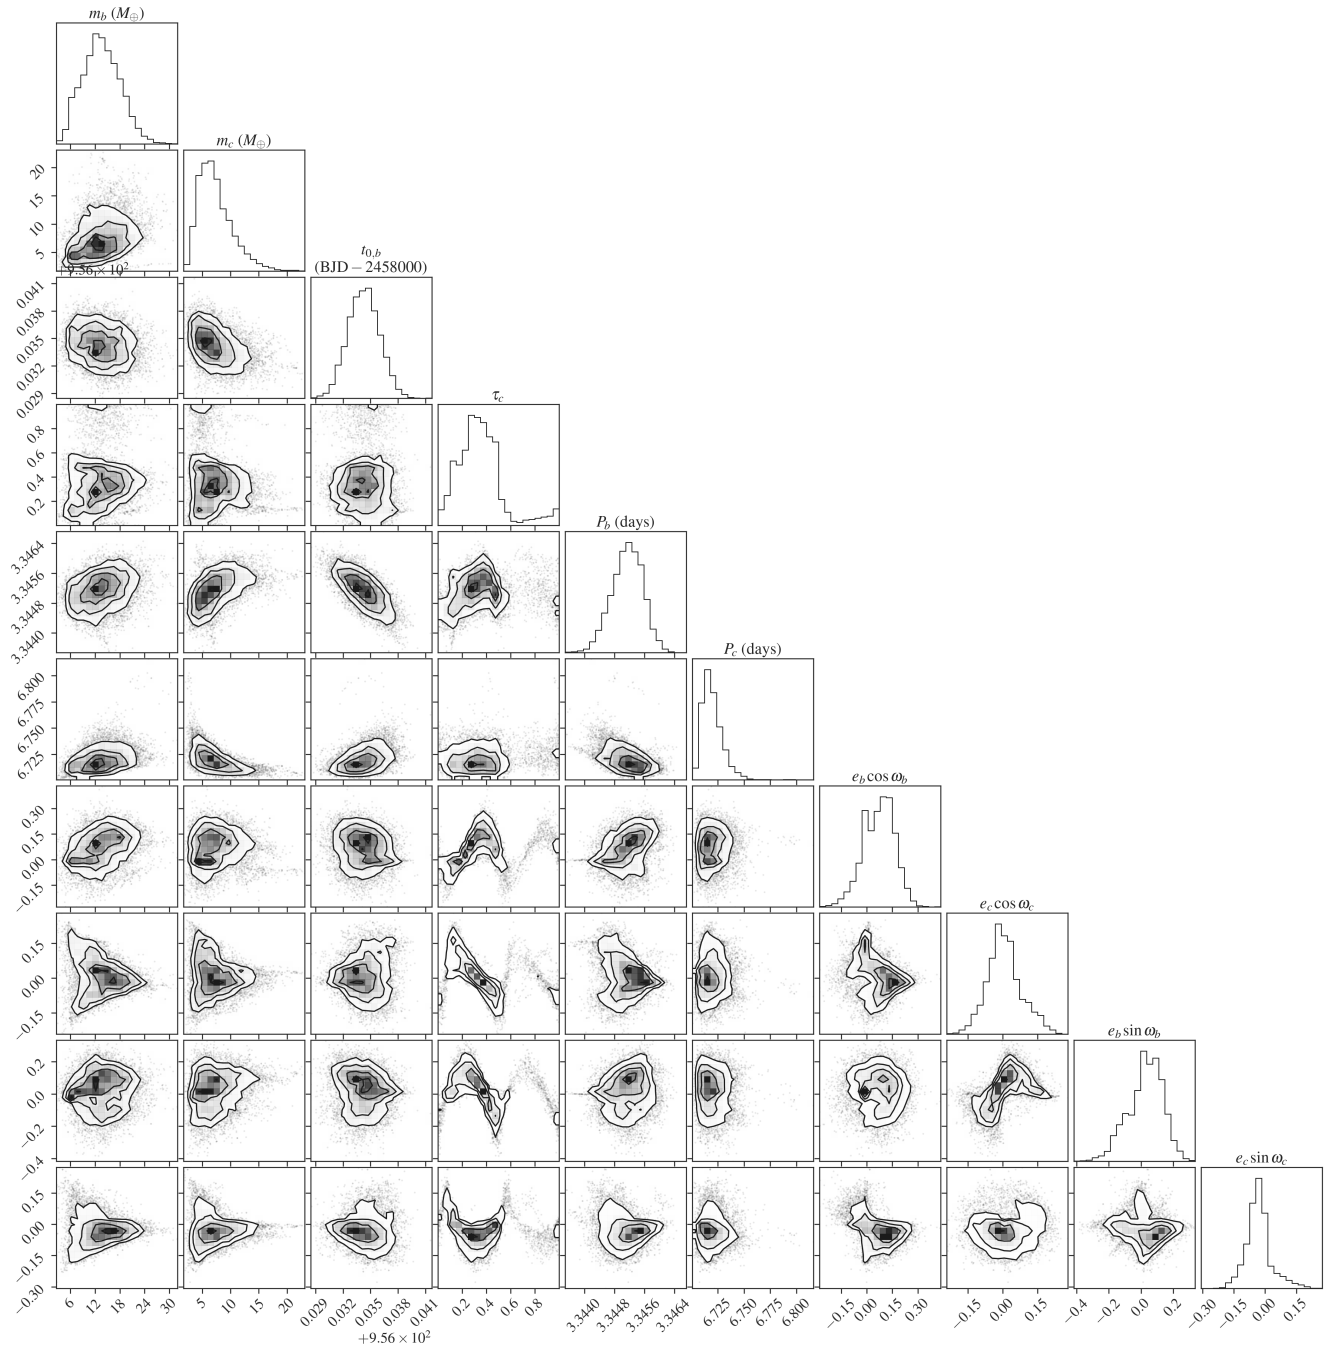 m_b (M_⊕)
m_c (M_⊕)
20
15
10
5
t_{0,b}
(BJD − 2458000)
+9.56 × 10²
0.041
0.038
0.035
0.032
0.029
τ_c
0.8
0.6
0.4
0.2
P_b (days)
3.3464
3.3456
3.3448
3.3440
P_c (days)
6.800
6.775
6.750
6.725
e_b cos ω_b
0.30
0.15
0.00
−0.15
e_c cos ω_c
0.15
0.00
−0.15
e_b sin ω_b
0.2
0.0
−0.2
−0.4
e_c sin ω_c
0.15
0.00
−0.15
−0.30
6 12 18 24 30 5 10 15 20 0.029 0.032 0.035 0.038 0.041 0.2 0.4 0.6 0.8 3.3440 3.3448 3.3456 3.3464 6.725 6.750 6.775 6.800 −0.15 0.00 0.15 0.30 −0.15 0.00 0.15 −0.4 −0.2 0.0 0.2 −0.30 −0.15 0.00 0.15
+9.56 × 10²